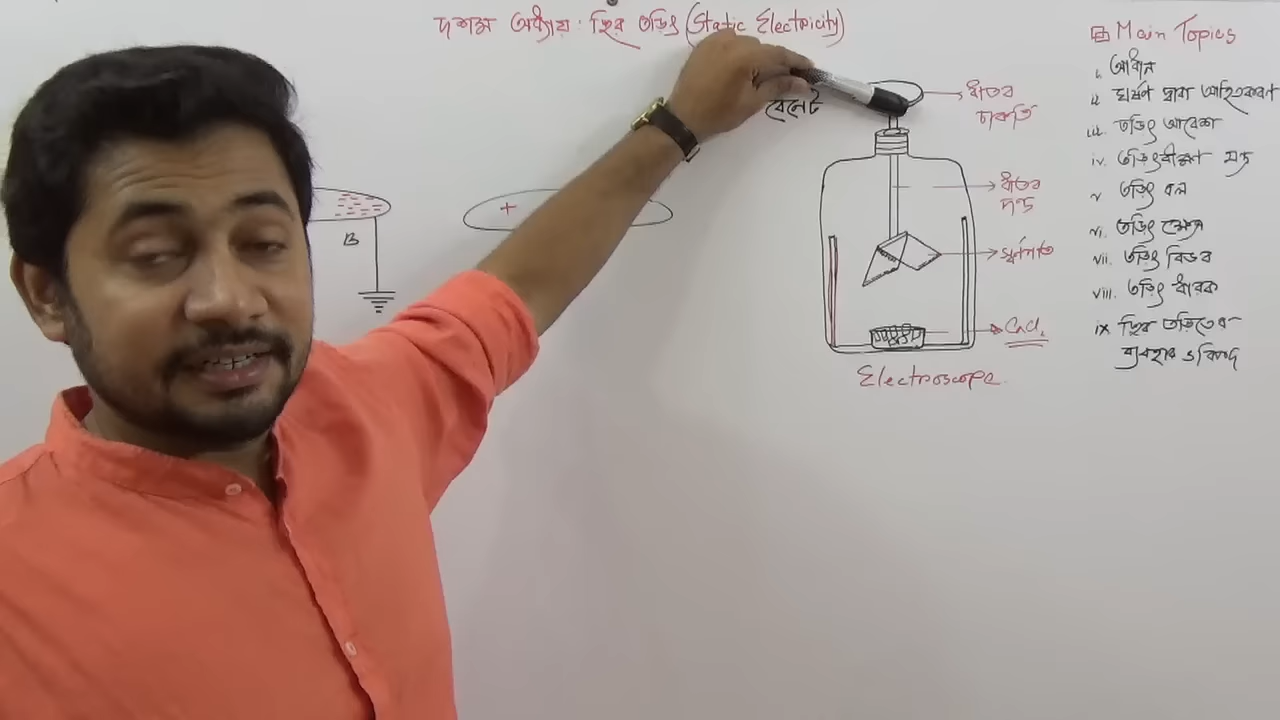 দশম অধ্যায় : স্থির তড়িৎ (Static Electricity)
বেনেট
ধাতব
চাকতি
ধাতব
দন্ড
স্বর্ণপাত
CaCl₂
Electroscope
B
+
Main Topics
i. আধান
ii. ঘর্ষণ দ্বারা আহিতকরণ
iii. তড়িৎ আবেশ
iv. তড়িৎবীক্ষণ যন্ত্র
v. তড়িৎ বল
vi. তড়িৎ ক্ষেত্র
vii. তড়িৎ বিভব
viii. তড়িৎ ধারক
ix স্থির তড়িতের
ব্যবহার ও বিপদ